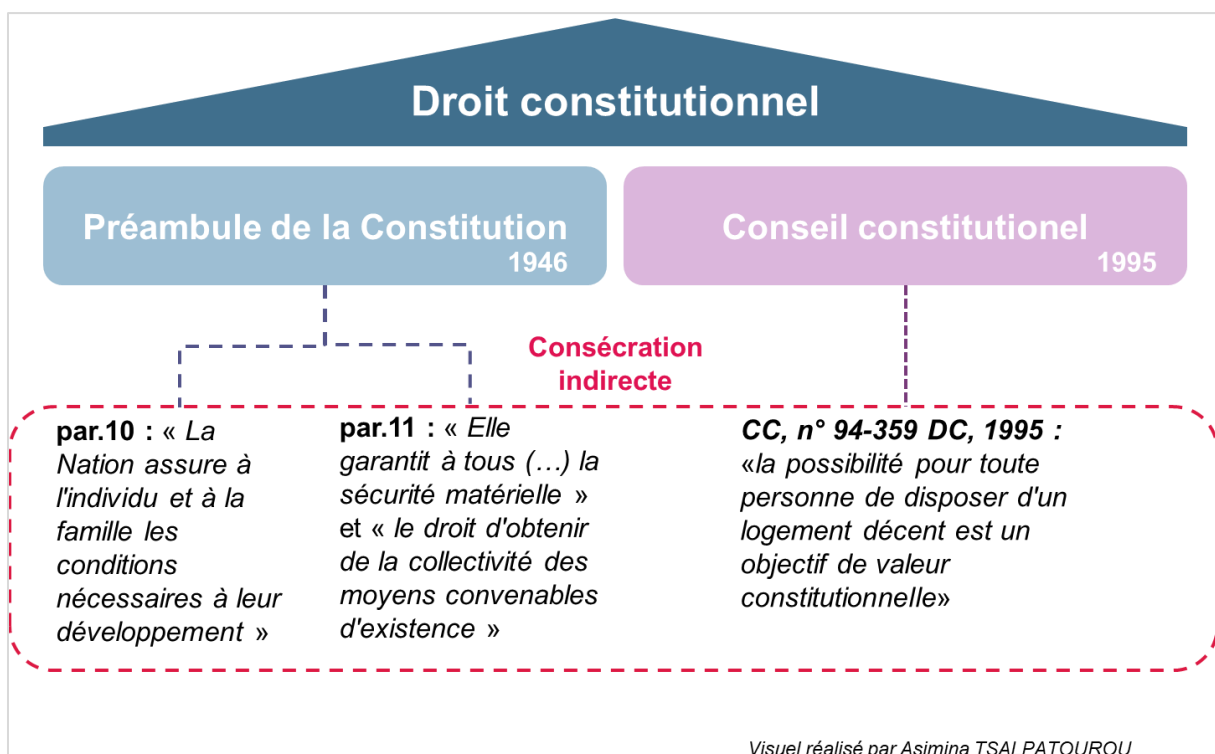 Droit constitutionnel
Préambule de la Constitution
1946
Conseil constitutionel
1995
Consécration
indirecte
par.10 : « La
Nation assure à
l'individu et à la
famille les
conditions
nécessaires à leur
développement »
par.11 : « Elle
garantit à tous (…) la
sécurité matérielle »
et « le droit d'obtenir
de la collectivité des
moyens convenables
d'existence »
CC, n° 94-359 DC, 1995 :
«la possibilité pour toute
personne de disposer d'un
logement décent est un
objectif de valeur
constitutionnelle»
Visuel réalisé par Asimina TSALPATOUROU